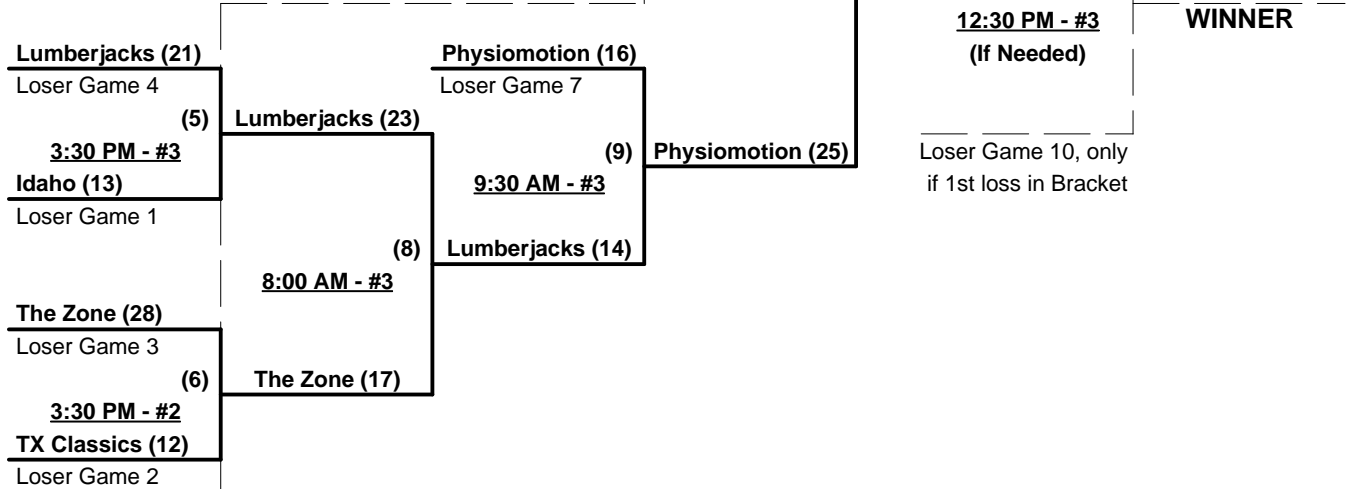 12:30 PM - #3
WINNER
Lumberjacks (21)
Physiomotion (16)
(If Needed)
Loser Game 4
Loser Game 7
(5)
Lumberjacks (23)
3:30 PM - #3
(9)
Physiomotion (25)
Loser Game 10, only
if 1st loss in Bracket
Idaho (13)
9:30 AM - #3
Loser Game 1
(8)
Lumberjacks (14)
8:00 AM - #3
The Zone (28)
Loser Game 3
(6)
The Zone (17)
3:30 PM - #2
TX Classics (12)
Loser Game 2